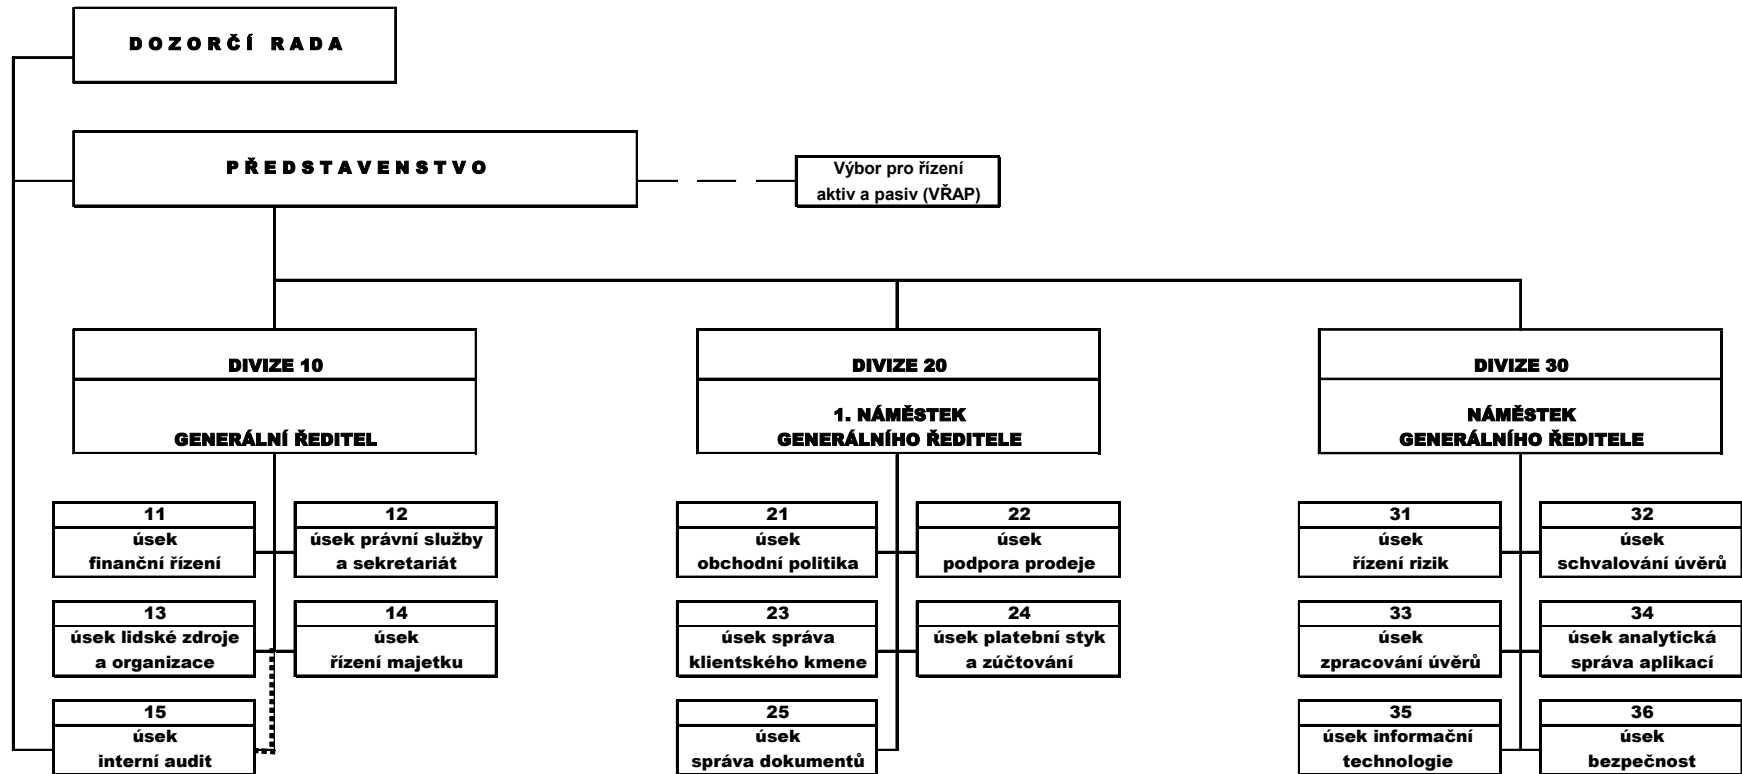 DOZORČÍ RADA
PŘEDSTAVENSTVO
Výbor pro řízení
aktiv a pasiv (VŘAP)
DIVIZE 10
GENERÁLNÍ ŘEDITEL
DIVIZE 20
1. NÁMĚSTEK
GENERÁLNÍHO ŘEDITELE
DIVIZE 30
NÁMĚSTEK
GENERÁLNÍHO ŘEDITELE
11
úsek
finanční řízení
12
úsek právní služby
a sekretariát
13
úsek lidské zdroje
a organizace
14
úsek
řízení majetku
15
úsek
interní audit
21
úsek
obchodní politika
22
úsek
podpora prodeje
23
úsek správa
klientského kmene
24
úsek platební styk
a zúčtování
25
úsek
správa dokumentů
31
úsek
řízení rizik
32
úsek
schvalování úvěrů
33
úsek
zpracování úvěrů
34
úsek analytická
správa aplikací
35
úsek informační
technologie
36
úsek
bezpečnost